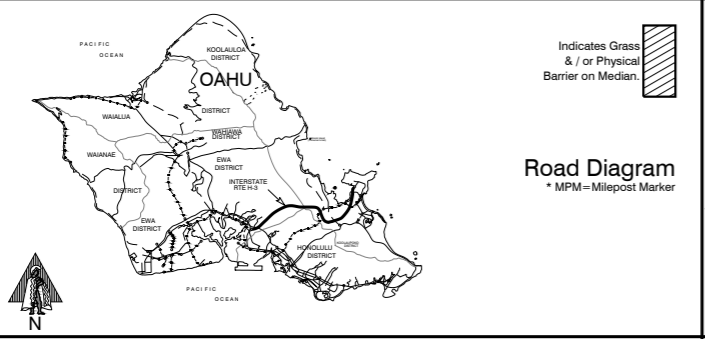 PACIFIC
OCEAN
KOOLAULOA
DISTRICT
OAHU
WAIALUA
DISTRICT
WAHIAWA
DISTRICT
WAIANAE
EWA
DISTRICT
INTERSTATE
RTE H-3
DISTRICT
EWA
DISTRICT
HONOLULU
DISTRICT
PACIFIC
OCEAN
N
Indicates Grass
& / or Physical
Barrier on Median.
Road Diagram
* MPM=Milepost Marker